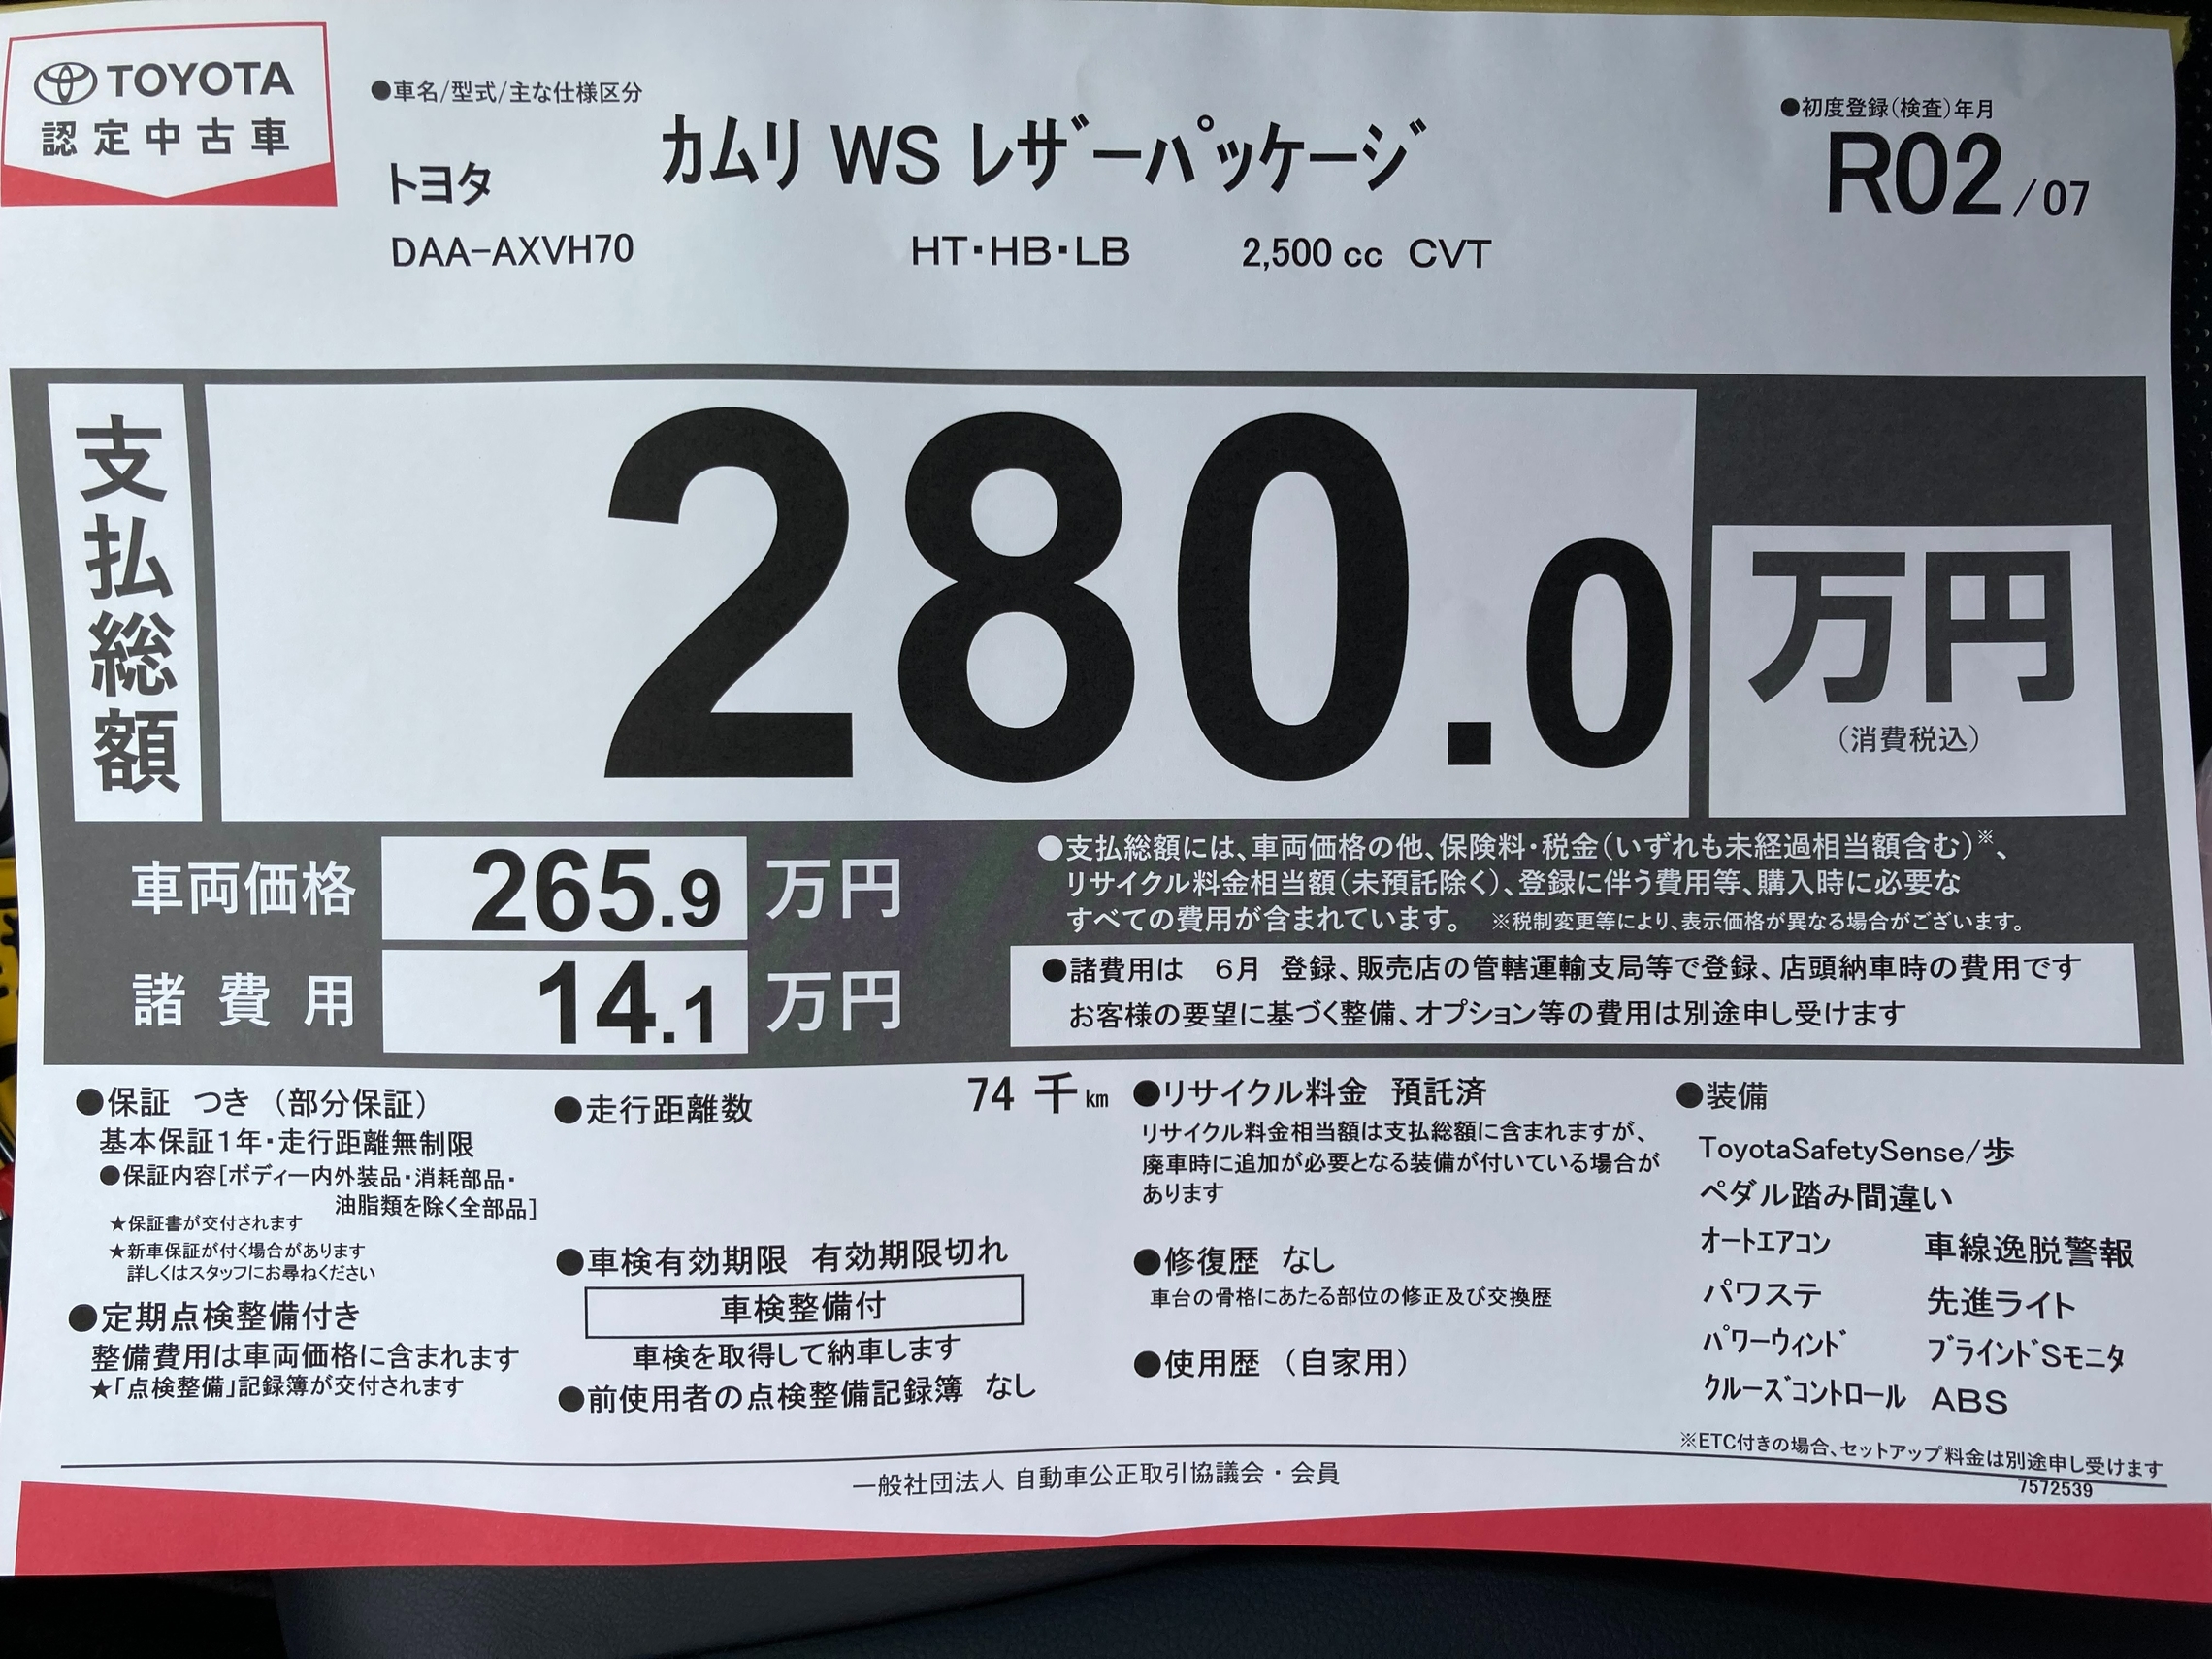 TOYOTA
認定中古車
●車名/型式/主な仕様区分
トヨタ
カムリ WS レザーパッケージ
DAA-AXVH70 HT・HB・LB 2,500 cc CVT
●初度登録(検査)年月
R02/07
支払総額
280.0
万円
(消費税込)
車両価格 265.9 万円
諸費用 14.1 万円
●支払総額には、車両価格の他、保険料・税金(いずれも未経過相当額含む)※、
リサイクル料金相当額(未預託除く)、登録に伴う費用等、購入時に必要な
すべての費用が含まれています。 ※税制変更等により、表示価格が異なる場合がございます。
●諸費用は 6月 登録、販売店の管轄運輸支局等で登録、店頭納車時の費用です
お客様の要望に基づく整備、オプション等の費用は別途申し受けます
●保証 つき (部分保証)
基本保証1年・走行距離無制限
●保証内容[ボディー内外装品・消耗部品・
油脂類を除く全部品]
★保証書が交付されます
★新車保証が付く場合があります
詳しくはスタッフにお尋ねください
●定期点検整備付き
整備費用は車両価格に含まれます
★「点検整備」記録簿が交付されます
●走行距離数 74 千km
●車検有効期限 有効期限切れ
車検整備付
車検を取得して納車します
●前使用者の点検整備記録簿 なし
●リサイクル料金 預託済
リサイクル料金相当額は支払総額に含まれますが、
廃車時に追加が必要となる装備が付いている場合が
あります
●修復歴 なし
車台の骨格にあたる部位の修正及び交換歴
●使用歴 (自家用)
●装備
ToyotaSafetySense/歩
ペダル踏み間違い
オートエアコン 車線逸脱警報
パワステ 先進ライト
パワーウィンド ブラインドSモニタ
クルーズコントロール ABS
※ETC付きの場合、セットアップ料金は別途申し受けます
7572539
一般社団法人 自動車公正取引協議会・会員